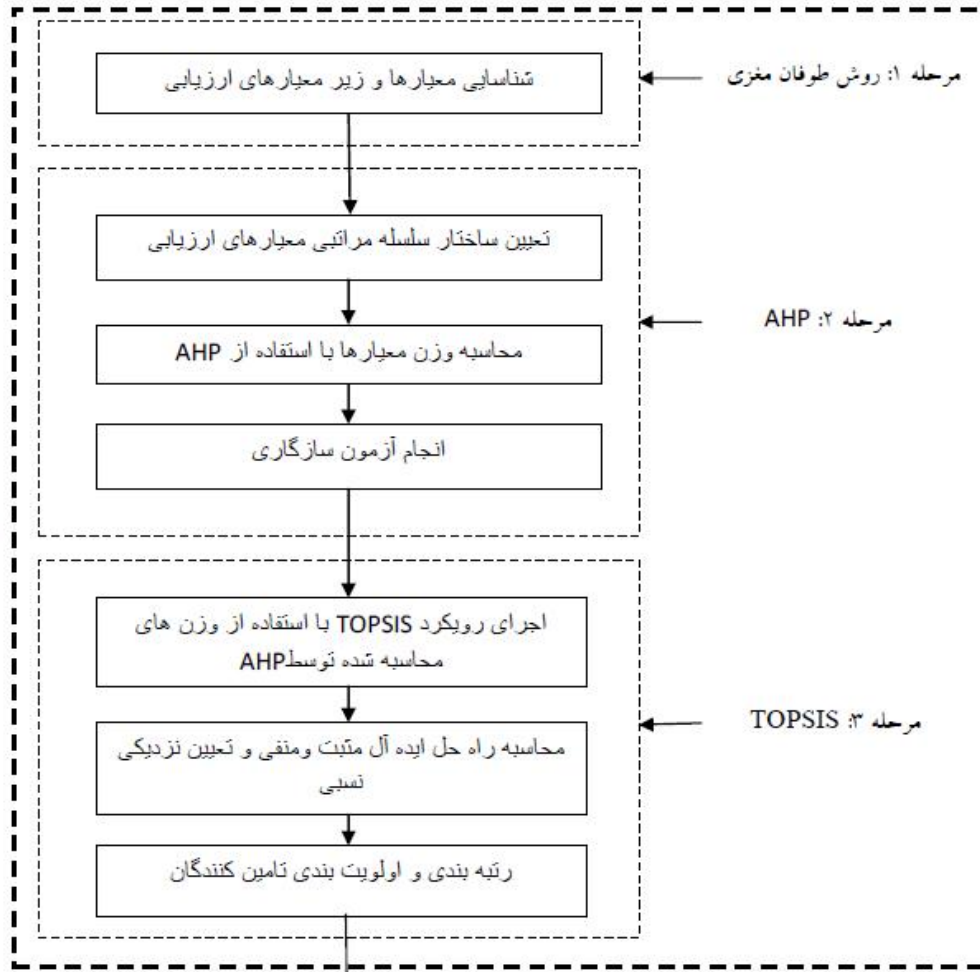 شناسایی معیارها و زیر معیارهای ارزیابی
مرحله ۱: روش طوفان مغزی
تعیین ساختار سلسله مراتبی معیارهای ارزیابی
محاسبه وزن معیارها با استفاده از AHP
مرحله ۲: AHP
انجام آزمون سازگاری
اجرای رویکرد TOPSIS با استفاده از وزن های
محاسبه شده توسطAHP
مرحله ۳: TOPSIS
محاسبه راه حل ایده آل مثبت ومنفی و تعیین نزدیکی
نسبی
رتبه بندی و اولویت بندی تامین کنندگان